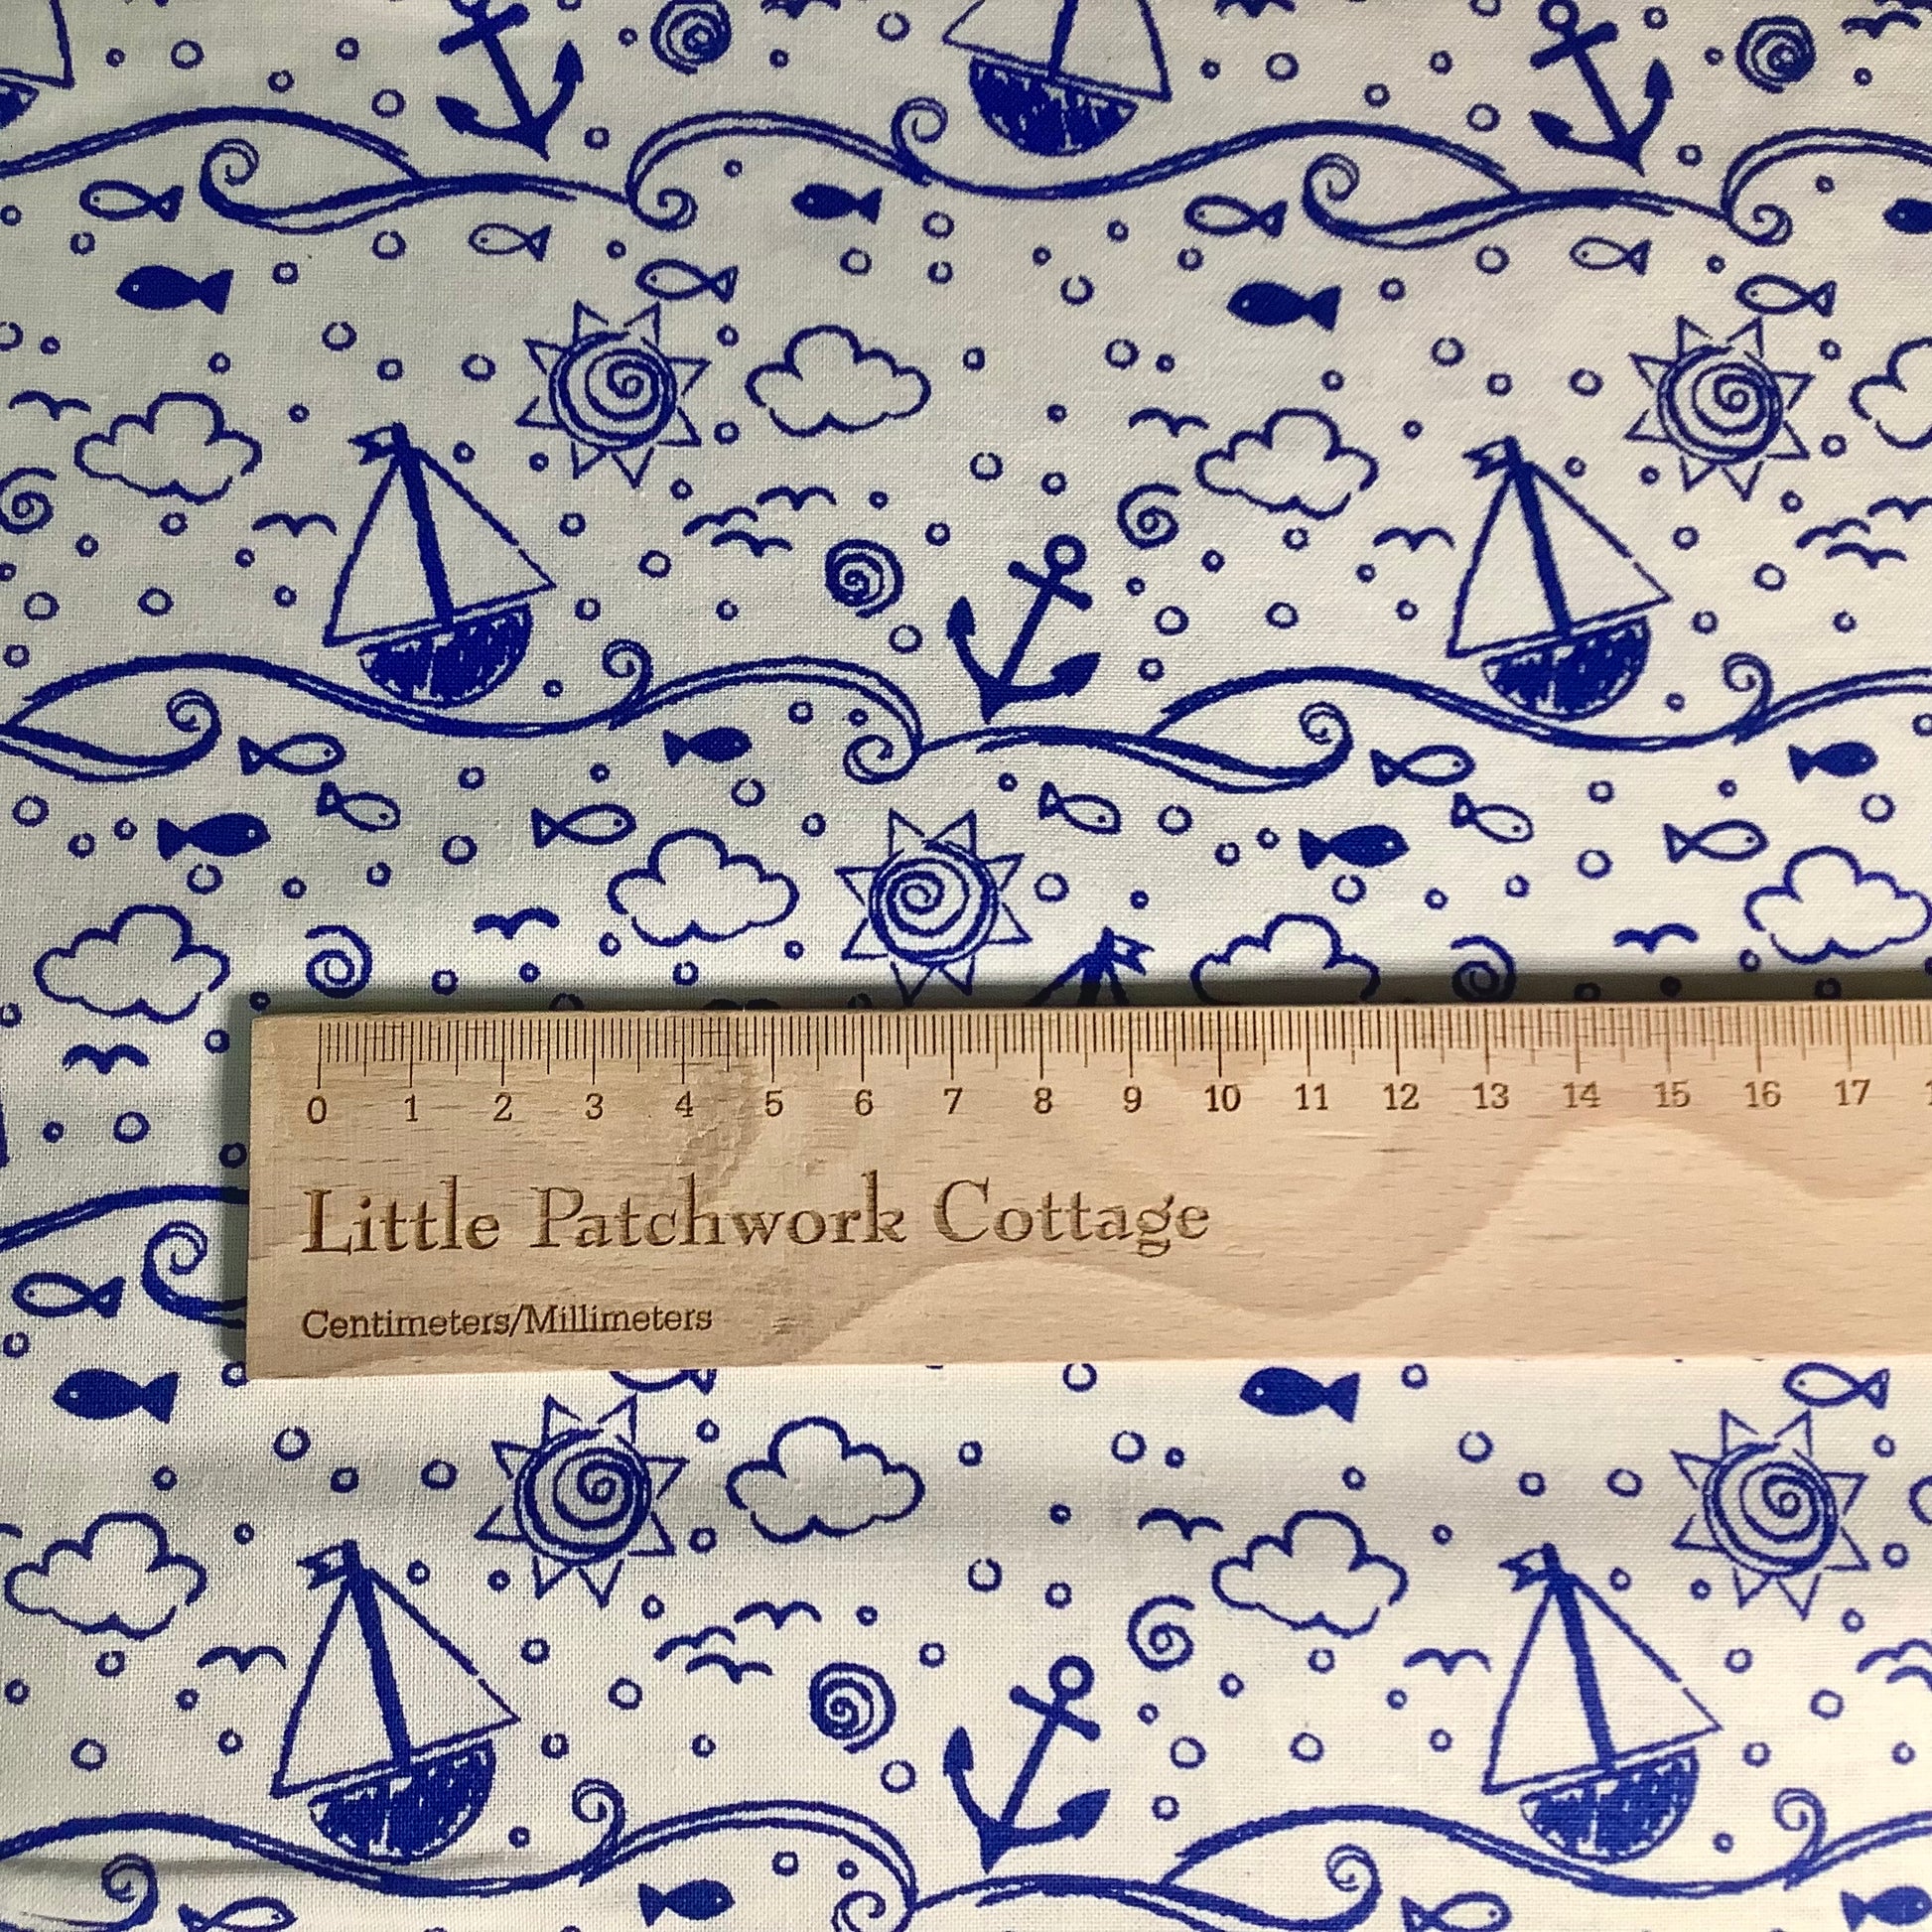 0 1 2 3 4 5 6 7 8 9 10 11 12 13 14 15 16 17
Little Patchwork Cottage
Centimeters/Millimeters